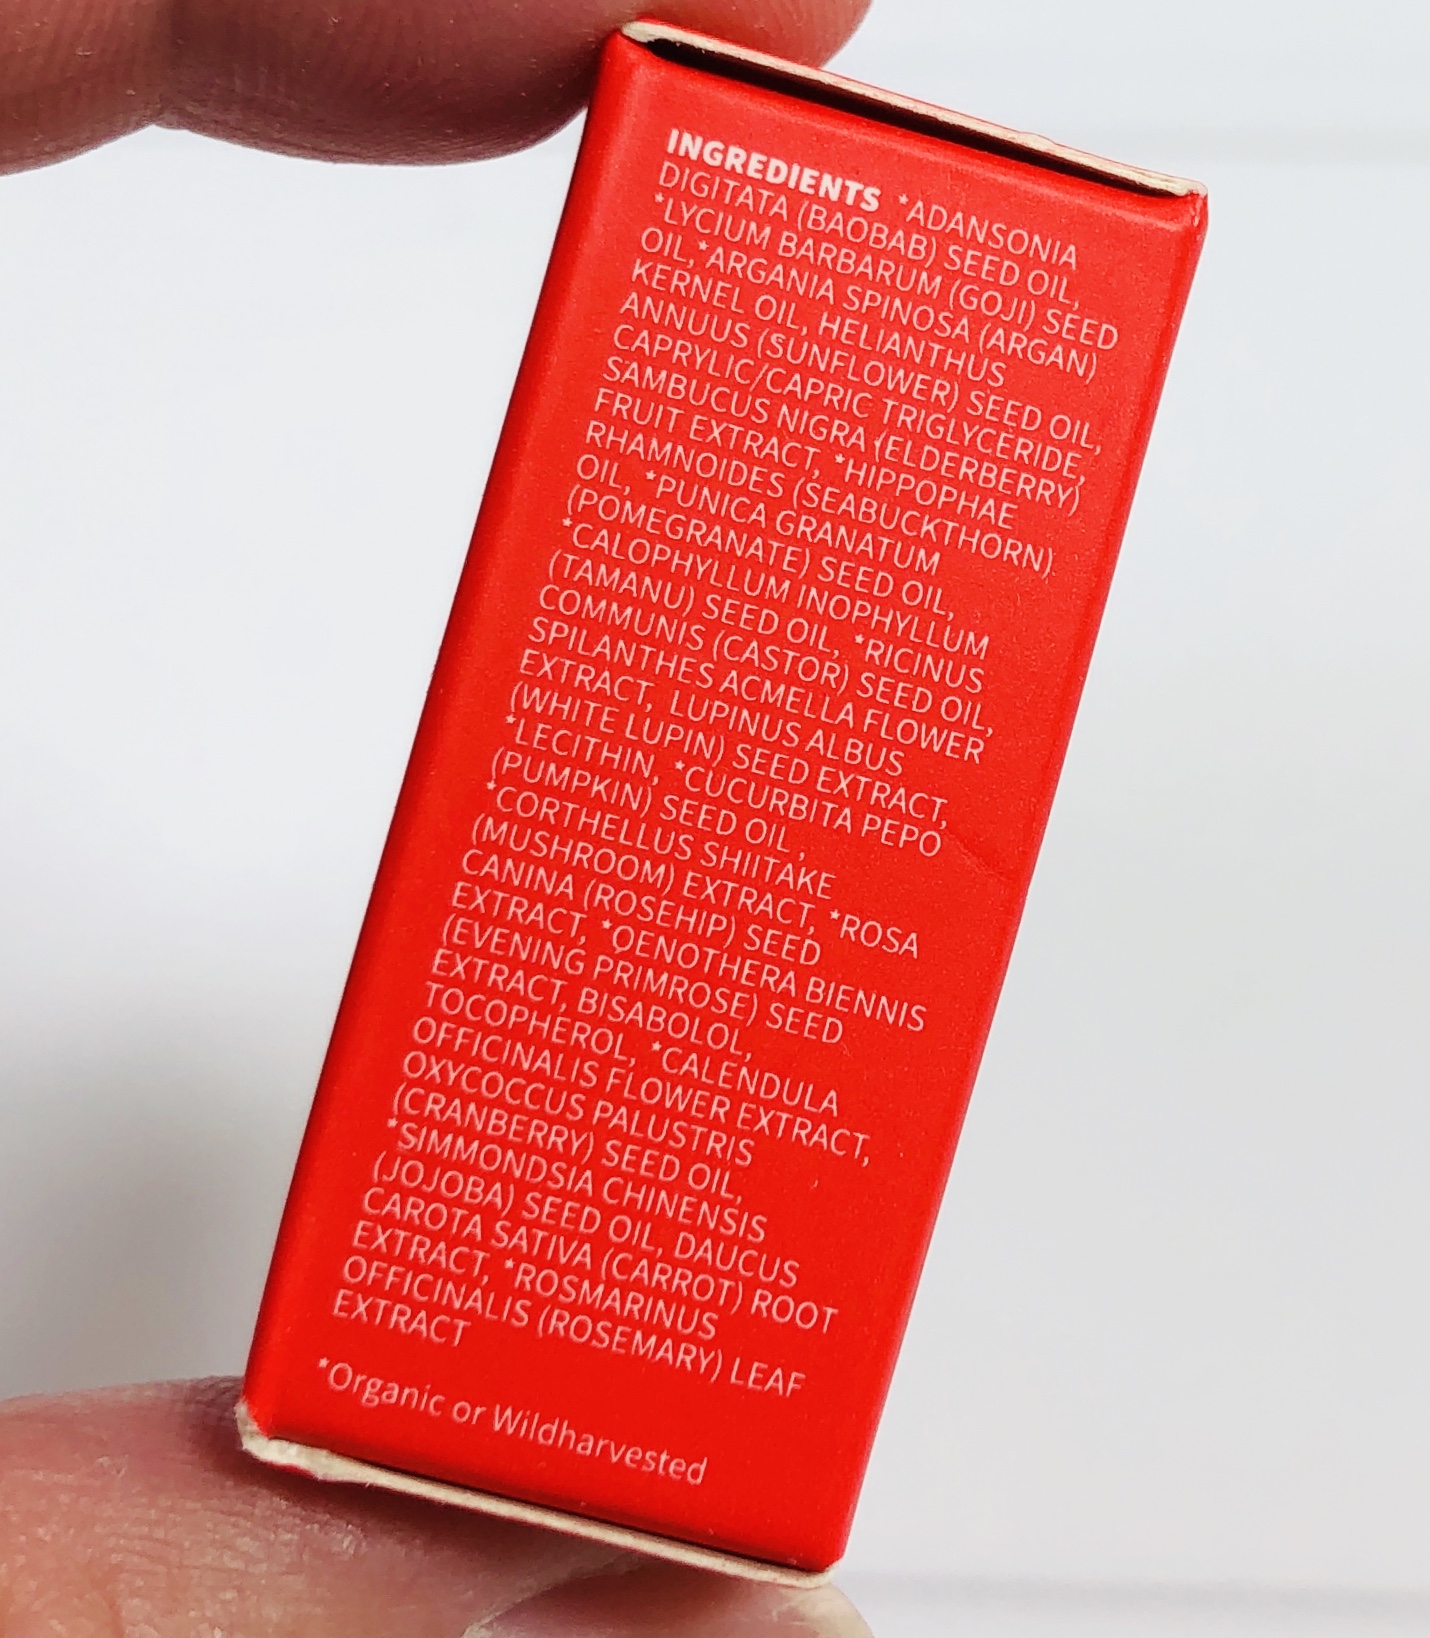 INGREDIENTS *ADANSONIA
DIGITATA (BAOBAB) SEED OIL,
*LYCIUM BARBARUM (GOJI) SEED
OIL,*ARGANIA SPINOSA (ARGAN)
KERNEL OIL, HELIANTHUS
ANNUUS (SUNFLOWER) SEED OIL,
CAPRYLIC/CAPRIC TRIGLYCERIDE,
SAMBUCUS NIGRA (ELDERBERRY)
FRUIT EXTRACT, *HIPPOPHAE
RHAMNOIDES (SEABUCKTHORN)
OIL, *PUNICA GRANATUM
(POMEGRANATE) SEED OIL,
*CALOPHYLLUM INOPHYLLUM
(TAMANU) SEED OIL, *RICINUS
COMMUNIS (CASTOR) SEED OIL,
SPILANTHES ACMELLA FLOWER
EXTRACT, LUPINUS ALBUS
(WHITE LUPIN) SEED EXTRACT,
*LECITHIN, *CUCURBITA PEPO
(PUMPKIN) SEED OIL ,
*CORTHELLUS SHIITAKE
(MUSHROOM) EXTRACT, *ROSA
CANINA (ROSEHIP) SEED
EXTRACT, *OENOTHERA BIENNIS
(EVENING PRIMROSE) SEED
EXTRACT, BISABOLOL,
TOCOPHEROL, *CALENDULA
OFFICINALIS FLOWER EXTRACT,
OXYCOCCUS PALUSTRIS
(CRANBERRY) SEED OIL,
*SIMMONDSIA CHINENSIS
(JOJOBA) SEED OIL, DAUCUS
CAROTA SATIVA (CARROT) ROOT
EXTRACT, *ROSMARINUS
OFFICINALIS (ROSEMARY) LEAF
EXTRACT
*Organic or Wildharvested